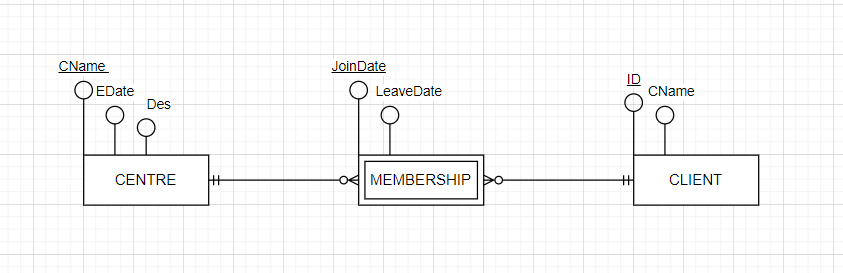 CName
EDate
Des
CENTRE
JoinDate
LeaveDate
MEMBERSHIP
ID
CName
CLIENT